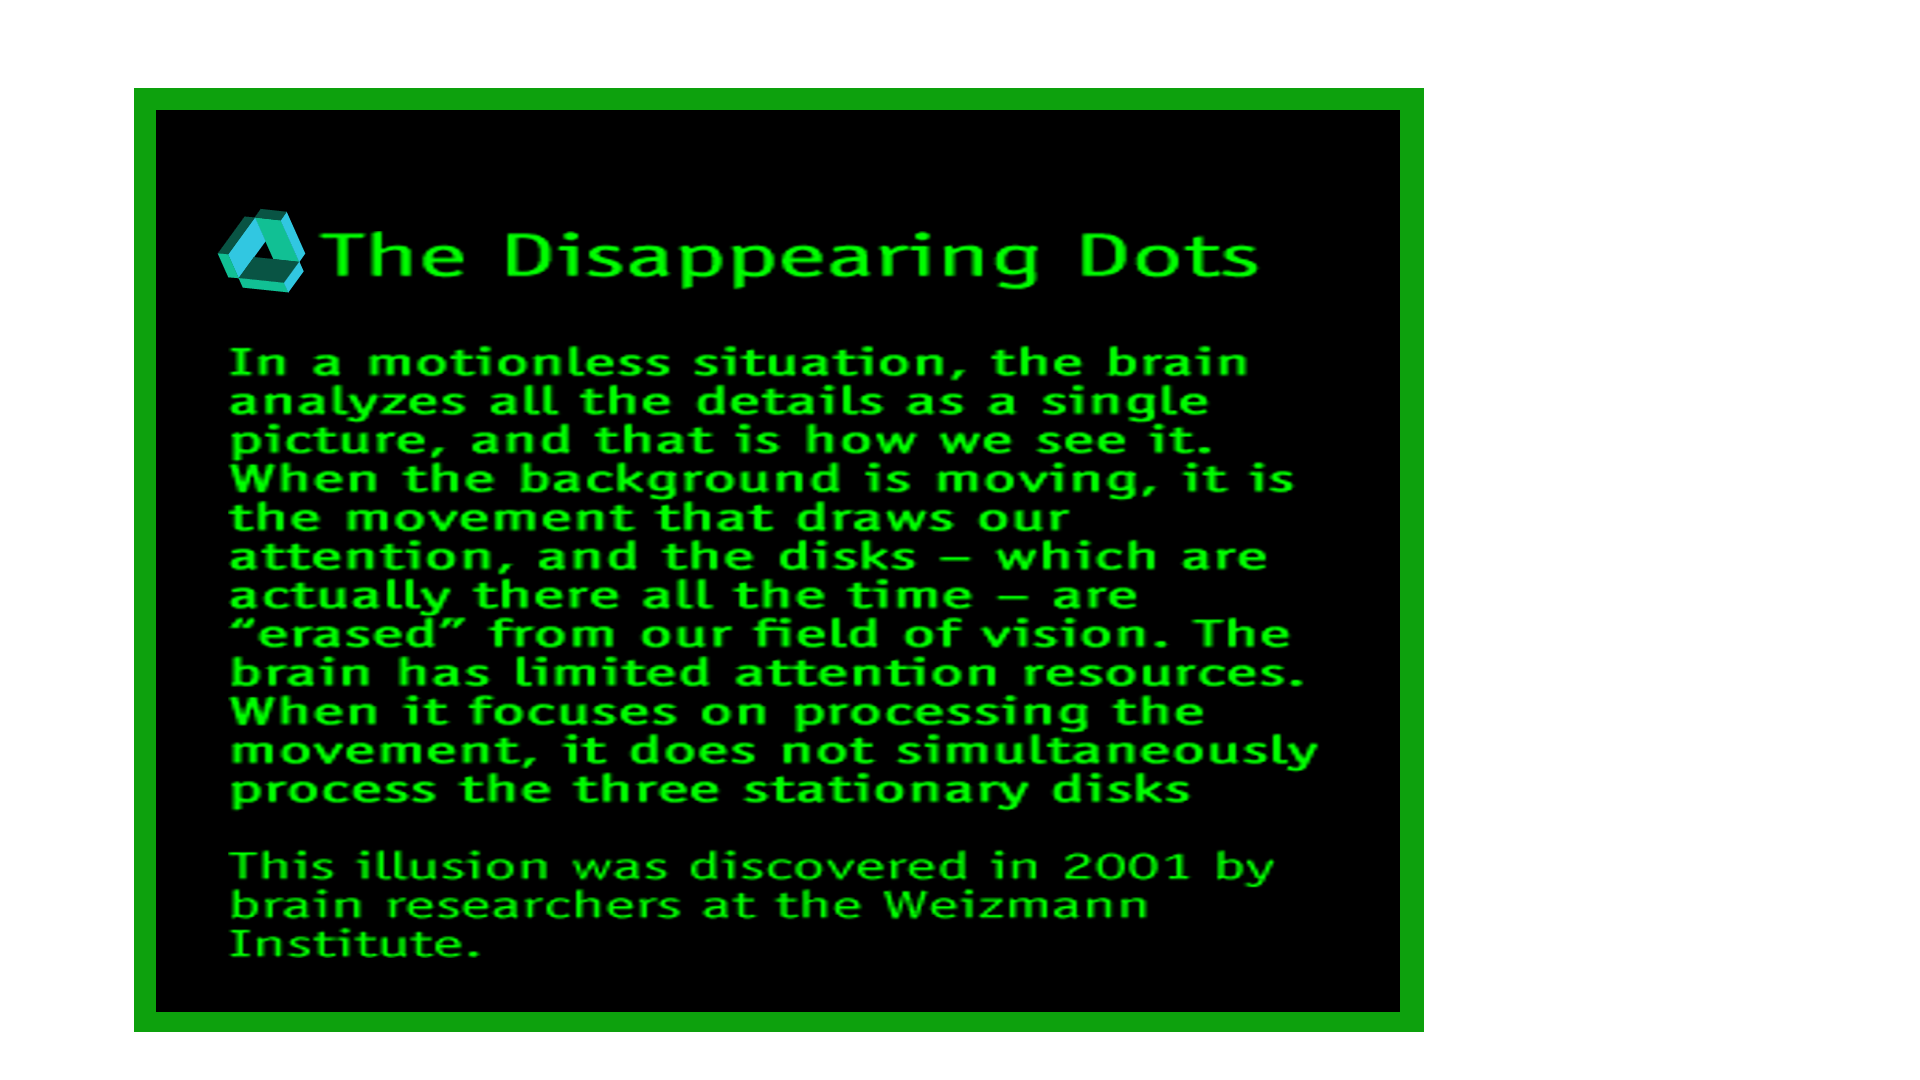 The Disappearing Dots
In a motionless situation, the brain
analyzes all the details as a single
picture, and that is how we see it.
When the background is moving, it is
the movement that draws our
attention, and the disks – which are
actually there all the time – are
“erased” from our field of vision. The
brain has limited attention resources.
When it focuses on processing the
movement, it does not simultaneously
process the three stationary disks
This illusion was discovered in 2001 by
brain researchers at the Weizmann
Institute.